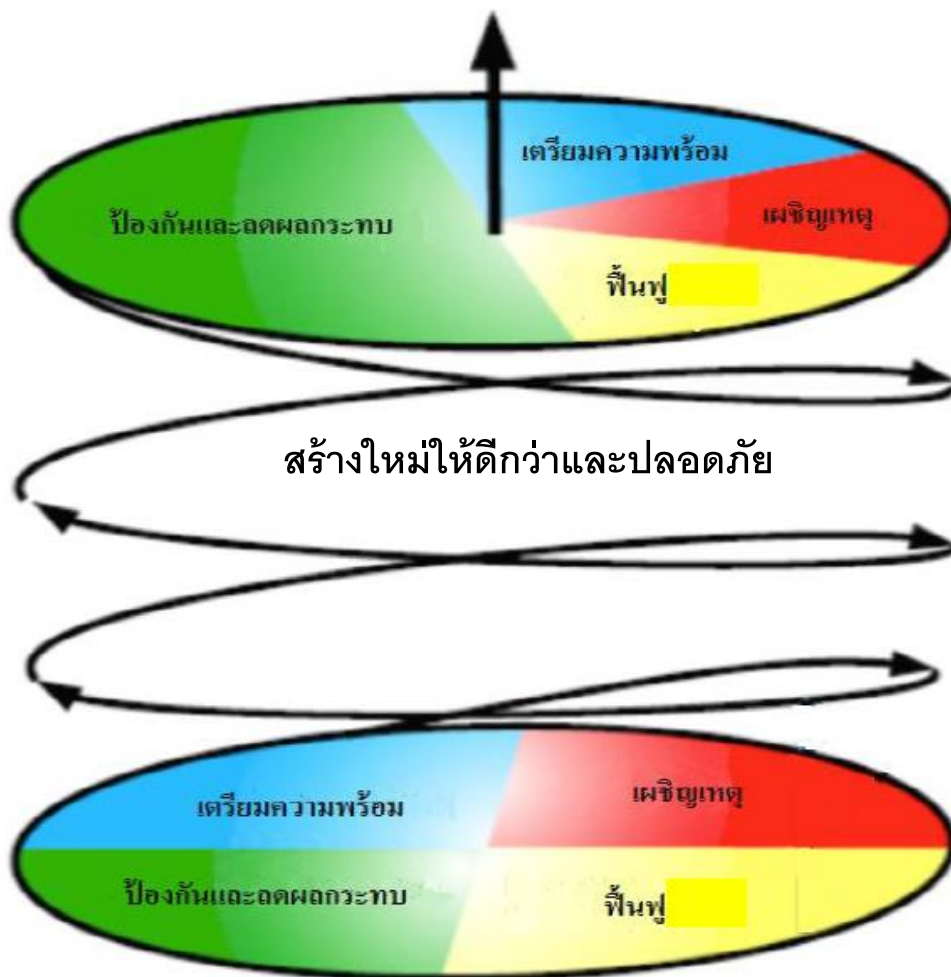 เตรียมความพร้อม
ป้องกันและลดผลกระทบ
เผชิญเหตุ
ฟื้นฟู
สร้างใหม่ให้ดีกว่าและปลอดภัย
เตรียมความพร้อม
เผชิญเหตุ
ป้องกันและลดผลกระทบ
ฟื้นฟู